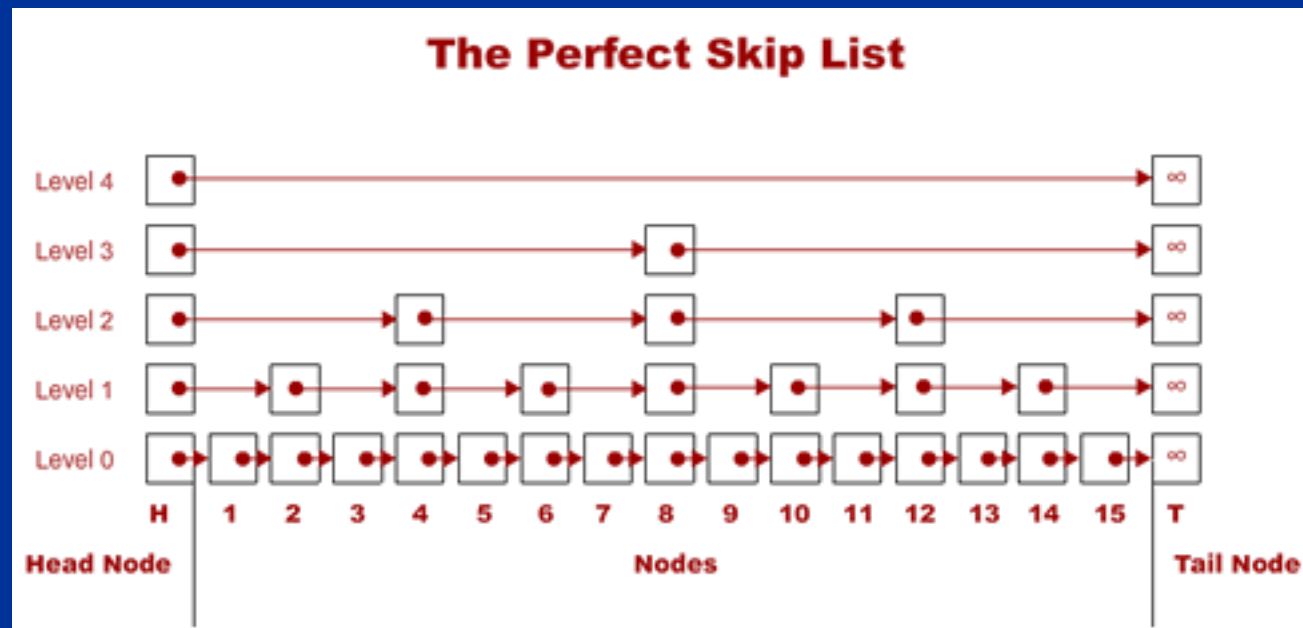 The Perfect Skip List
Level 4 ∞
Level 3 ∞
Level 2 ∞
Level 1 ∞
Level 0 ∞
H 1 2 3 4 5 6 7 8 9 10 11 12 13 14 15 T
Head Node Nodes Tail Node